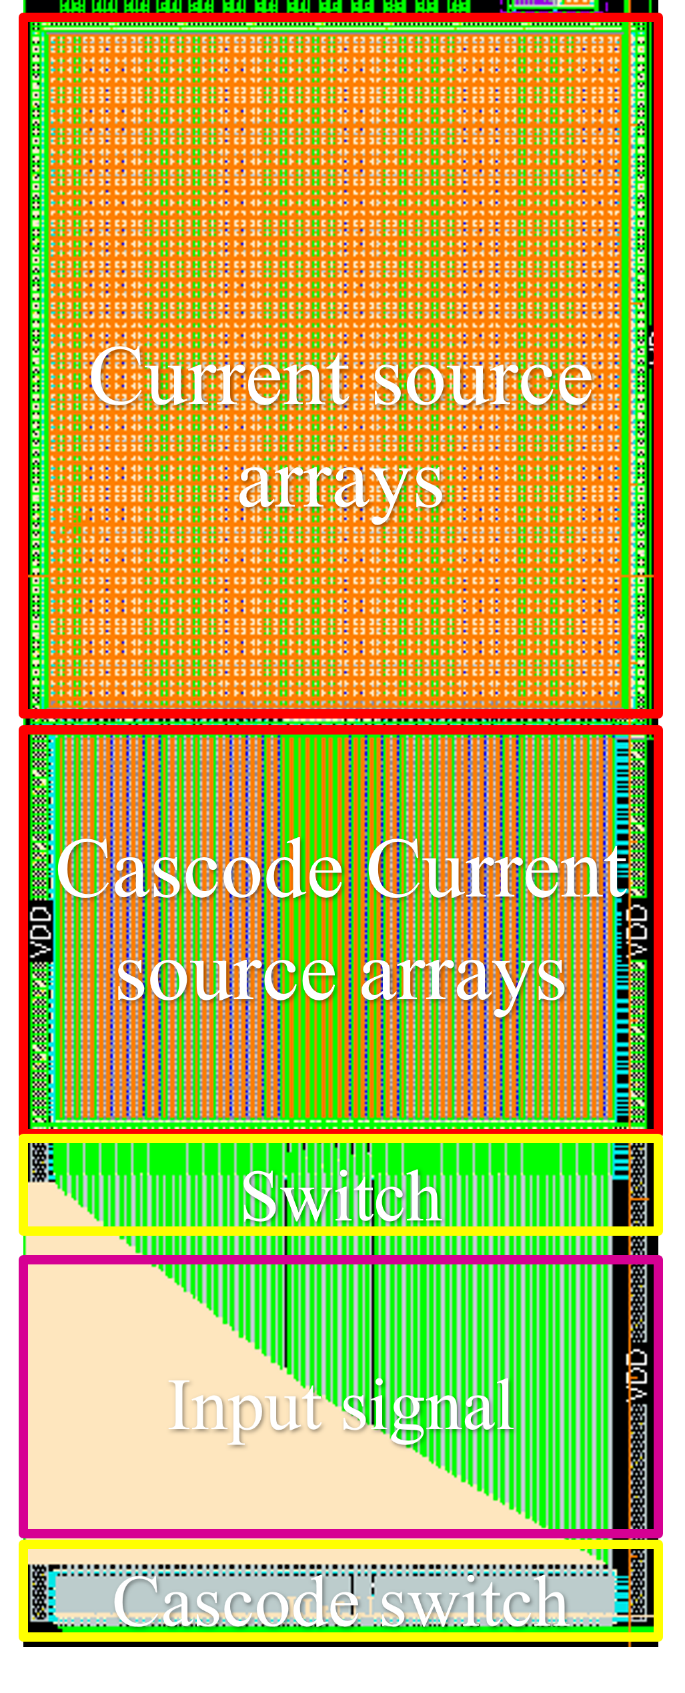 Current source
arrays
Cascode Current
source arrays
VDD
VDD
Switch
Input signal
VDD
Cascode switch